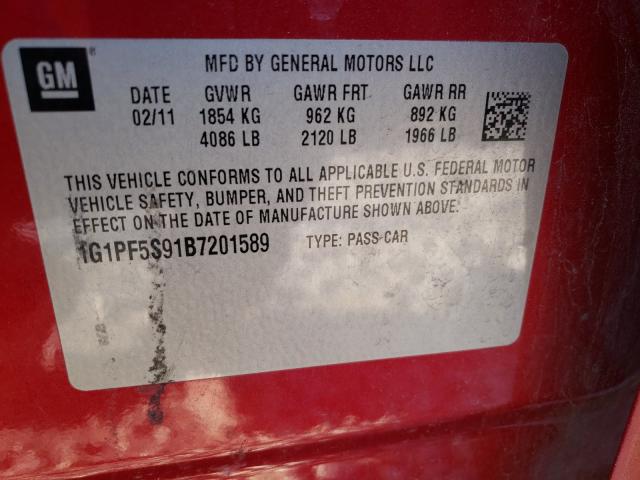 GM ®
MFD BY GENERAL MOTORS LLC
DATE GVWR GAWR FRT GAWR RR
02/11 1854 KG 962 KG 892 KG
4086 LB 2120 LB 1966 LB
THIS VEHICLE CONFORMS TO ALL APPLICABLE U.S. FEDERAL MOTOR
VEHICLE SAFETY, BUMPER, AND THEFT PREVENTION STANDARDS IN
EFFECT ON THE DATE OF MANUFACTURE SHOWN ABOVE.
1G1PF5S91B7201589 TYPE: PASS CAR